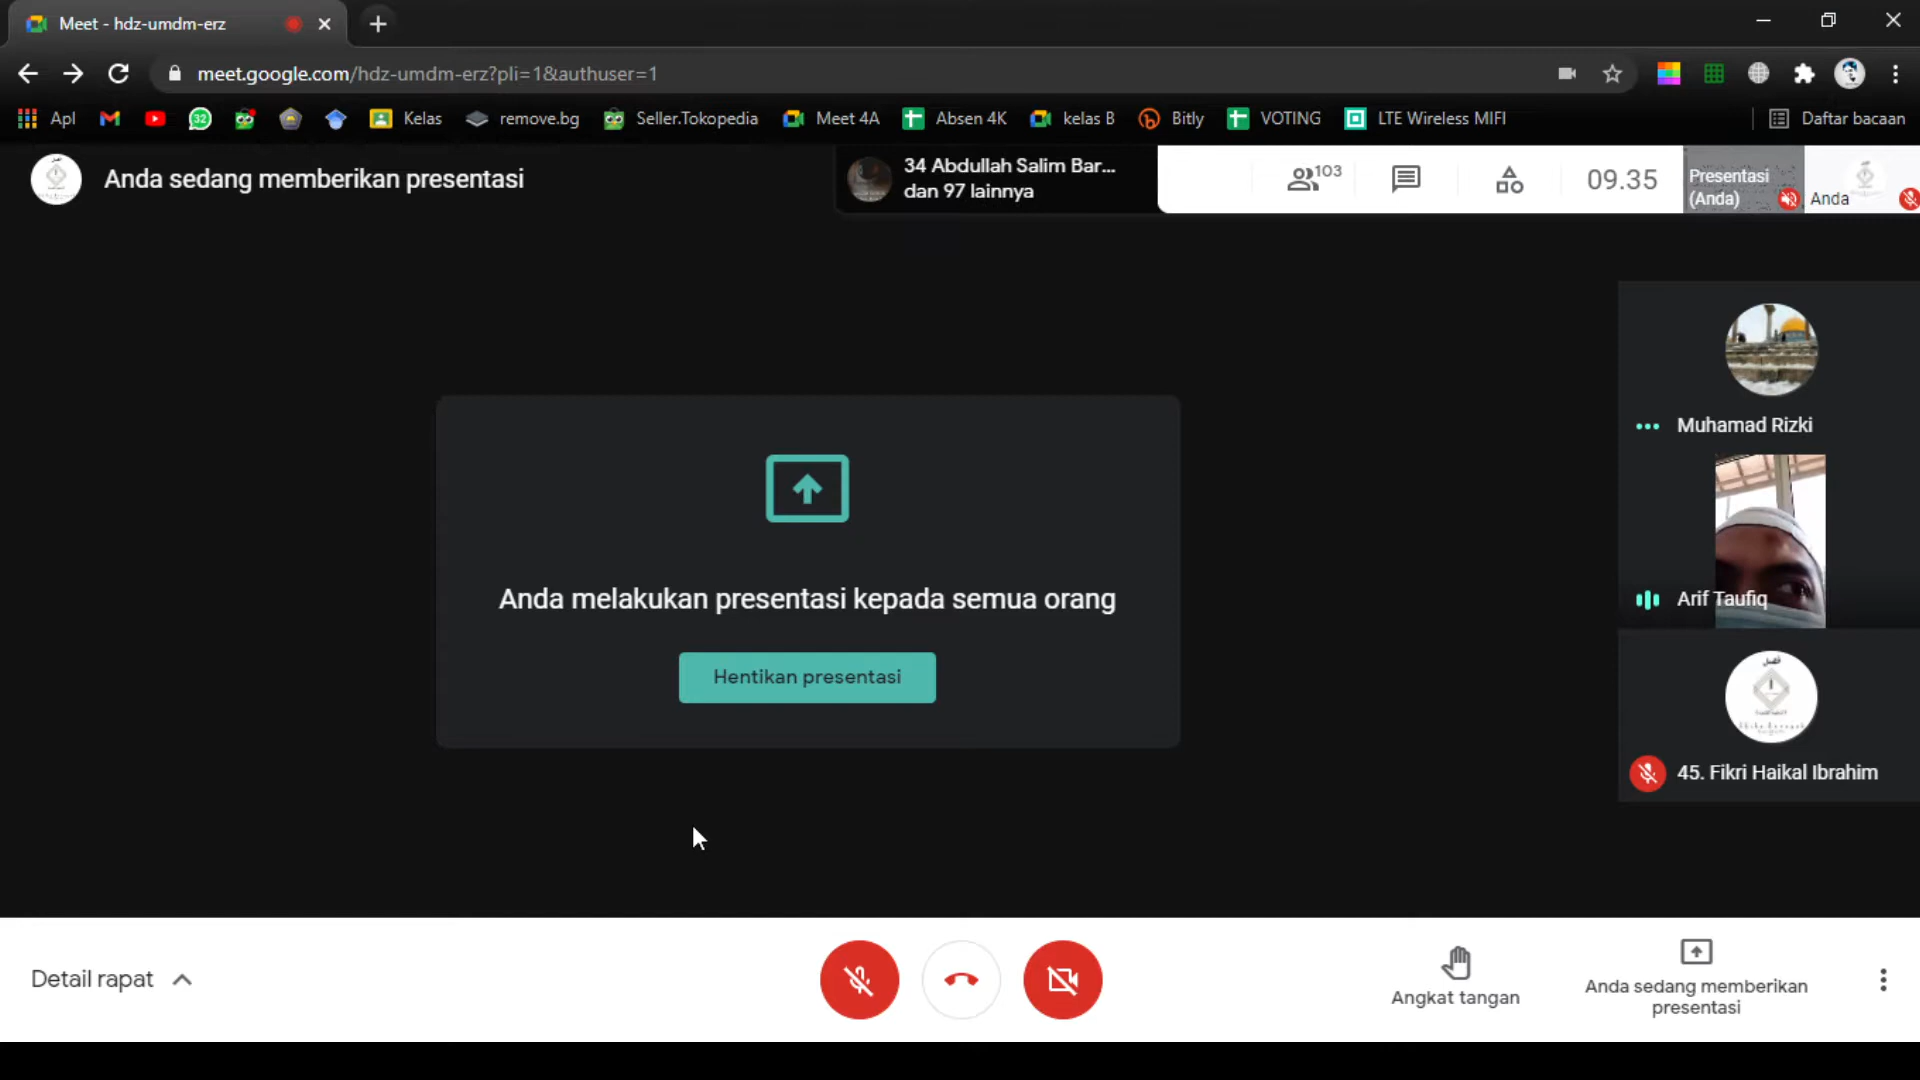 Meet - hdz-umdm-erz
meet.google.com/hdz-umdm-erz?pli=1&authuser=1
Apl
32
Kelas
remove.bg
Seller.Tokopedia
Meet 4A
Absen 4K
kelas B
Bitly
VOTING
LTE Wireless MIFI
Daftar bacaan
Anda sedang memberikan presentasi
34 Abdullah Salim Bar...
dan 97 lainnya
103
09.35
Presentasi
(Anda)
Anda
Muhamad Rizki
Arif Taufiq
45. Fikri Haikal Ibrahim
Anda melakukan presentasi kepada semua orang
Hentikan presentasi
Detail rapat
Angkat tangan
Anda sedang memberikan
presentasi